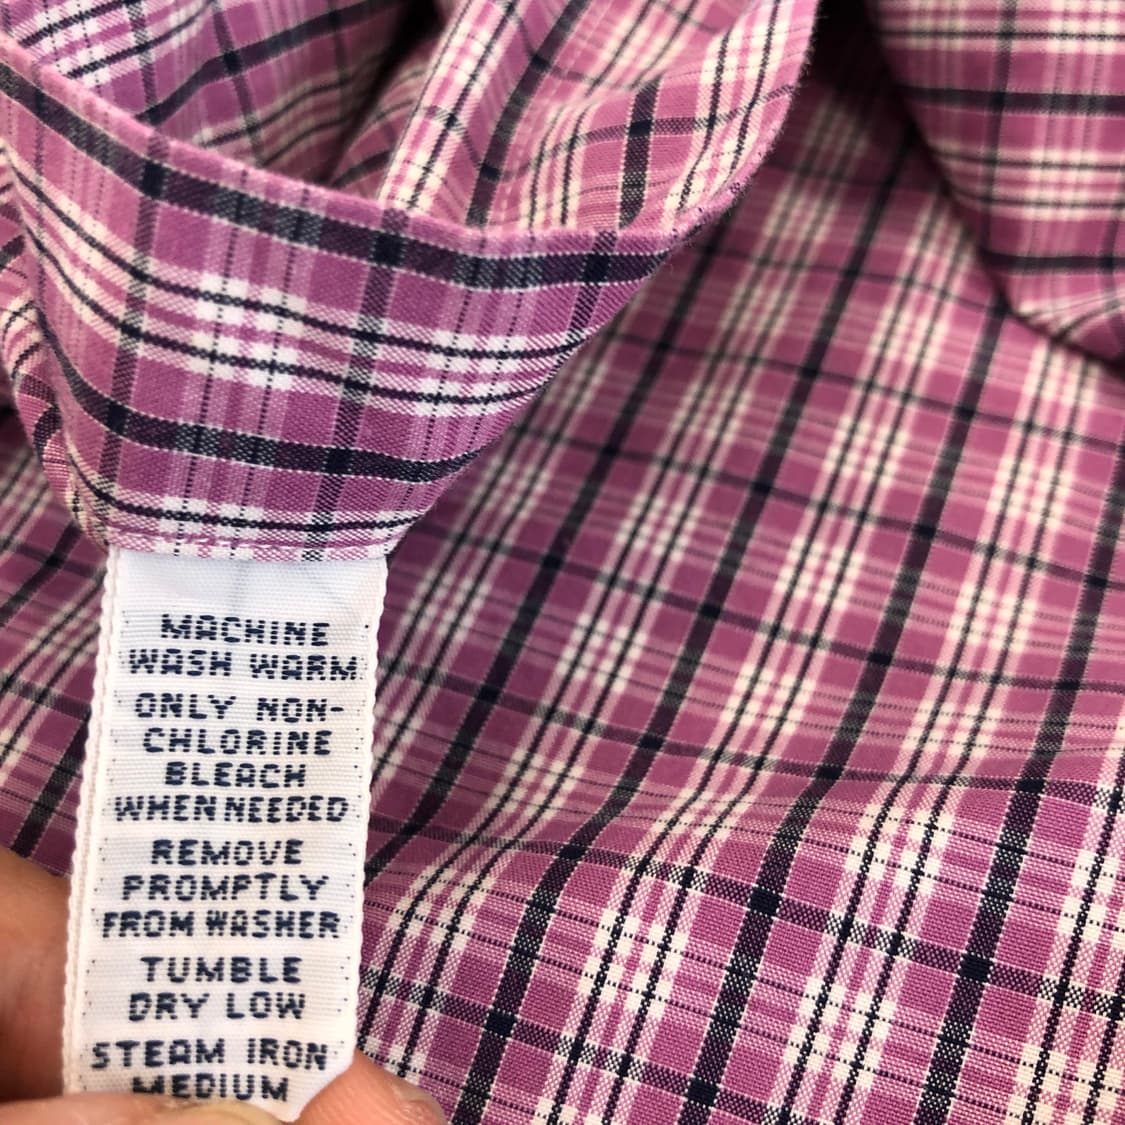 MACHINE
WASH WARM
ONLY NON-
CHLORINE
BLEACH
WHEN NEEDED
REMOVE
PROMPTLY
FROM WASHER
TUMBLE
DRY LOW
STEAM IRON
MEDIUM